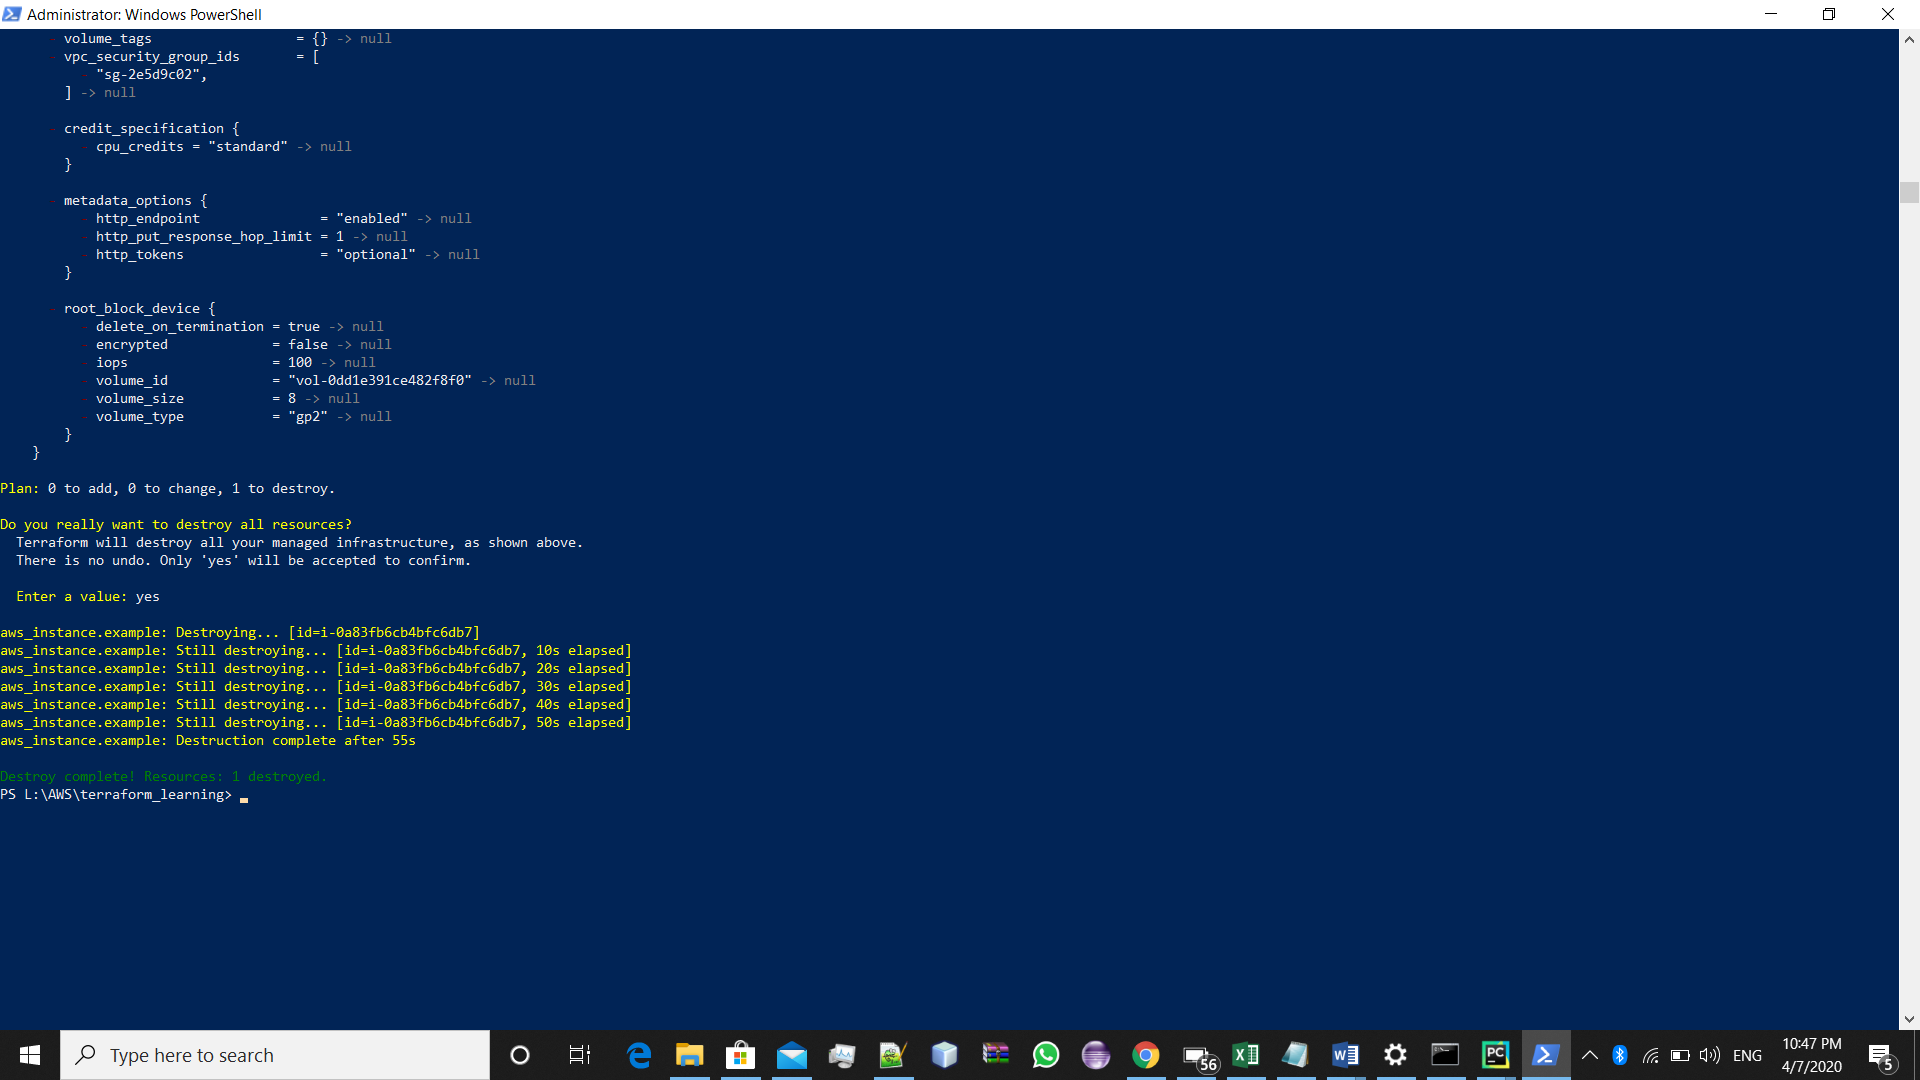 Administrator: Windows PowerShell
volume_tags                  = {} -> null
vpc_security_group_ids       = [
"sg-2e5d9c02",
] -> null
credit_specification {
cpu_credits = "standard" -> null
}
metadata_options {
http_endpoint               = "enabled" -> null
http_put_response_hop_limit = 1 -> null
http_tokens                 = "optional" -> null
}
root_block_device {
delete_on_termination = true -> null
encrypted             = false -> null
iops                  = 100 -> null
volume_id             = "vol-0dd1e391ce482f8f0" -> null
volume_size           = 8 -> null
volume_type           = "gp2" -> null
}
}
Plan: 0 to add, 0 to change, 1 to destroy.
Do you really want to destroy all resources?
Terraform will destroy all your managed infrastructure, as shown above.
There is no undo. Only 'yes' will be accepted to confirm.
Enter a value: yes
aws_instance.example: Destroying... [id=i-0a83fb6cb4bfc6db7]
aws_instance.example: Still destroying... [id=i-0a83fb6cb4bfc6db7, 10s elapsed]
aws_instance.example: Still destroying... [id=i-0a83fb6cb4bfc6db7, 20s elapsed]
aws_instance.example: Still destroying... [id=i-0a83fb6cb4bfc6db7, 30s elapsed]
aws_instance.example: Still destroying... [id=i-0a83fb6cb4bfc6db7, 40s elapsed]
aws_instance.example: Still destroying... [id=i-0a83fb6cb4bfc6db7, 50s elapsed]
aws_instance.example: Destruction complete after 55s
Destroy complete! Resources: 1 destroyed.
PS L:\AWS\terraform_learning>
Type here to search
56
PC
ENG
10:47 PM
4/7/2020
5